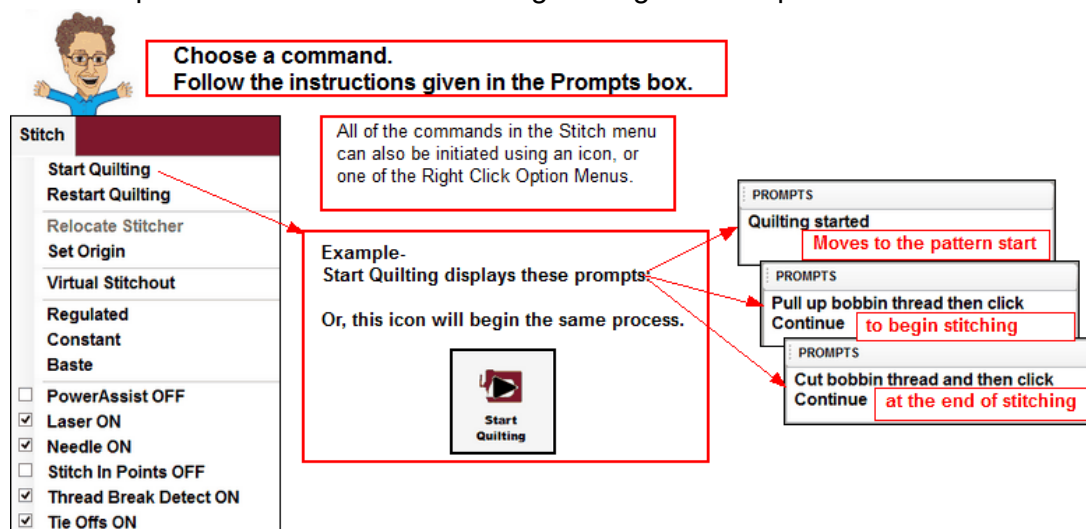 Choose a command.
Follow the instructions given in the Prompts box.
Stitch
Start Quilting
Restart Quilting
Relocate Stitcher
Set Origin
Virtual Stitchout
Regulated
Constant
Baste
PowerAssist OFF
Laser ON
Needle ON
Stitch In Points OFF
Thread Break Detect ON
Tie Offs ON
All of the commands in the Stitch menu
can also be initiated using an icon, or
one of the Right Click Option Menus.
Example-
Start Quilting displays these prompts:
Or, this icon will begin the same process.
Start
Quilting
PROMPTS
Quilting started
Moves to the pattern start
PROMPTS
Pull up bobbin thread then click
Continue to begin stitching
PROMPTS
Cut bobbin thread and then click
Continue at the end of stitching